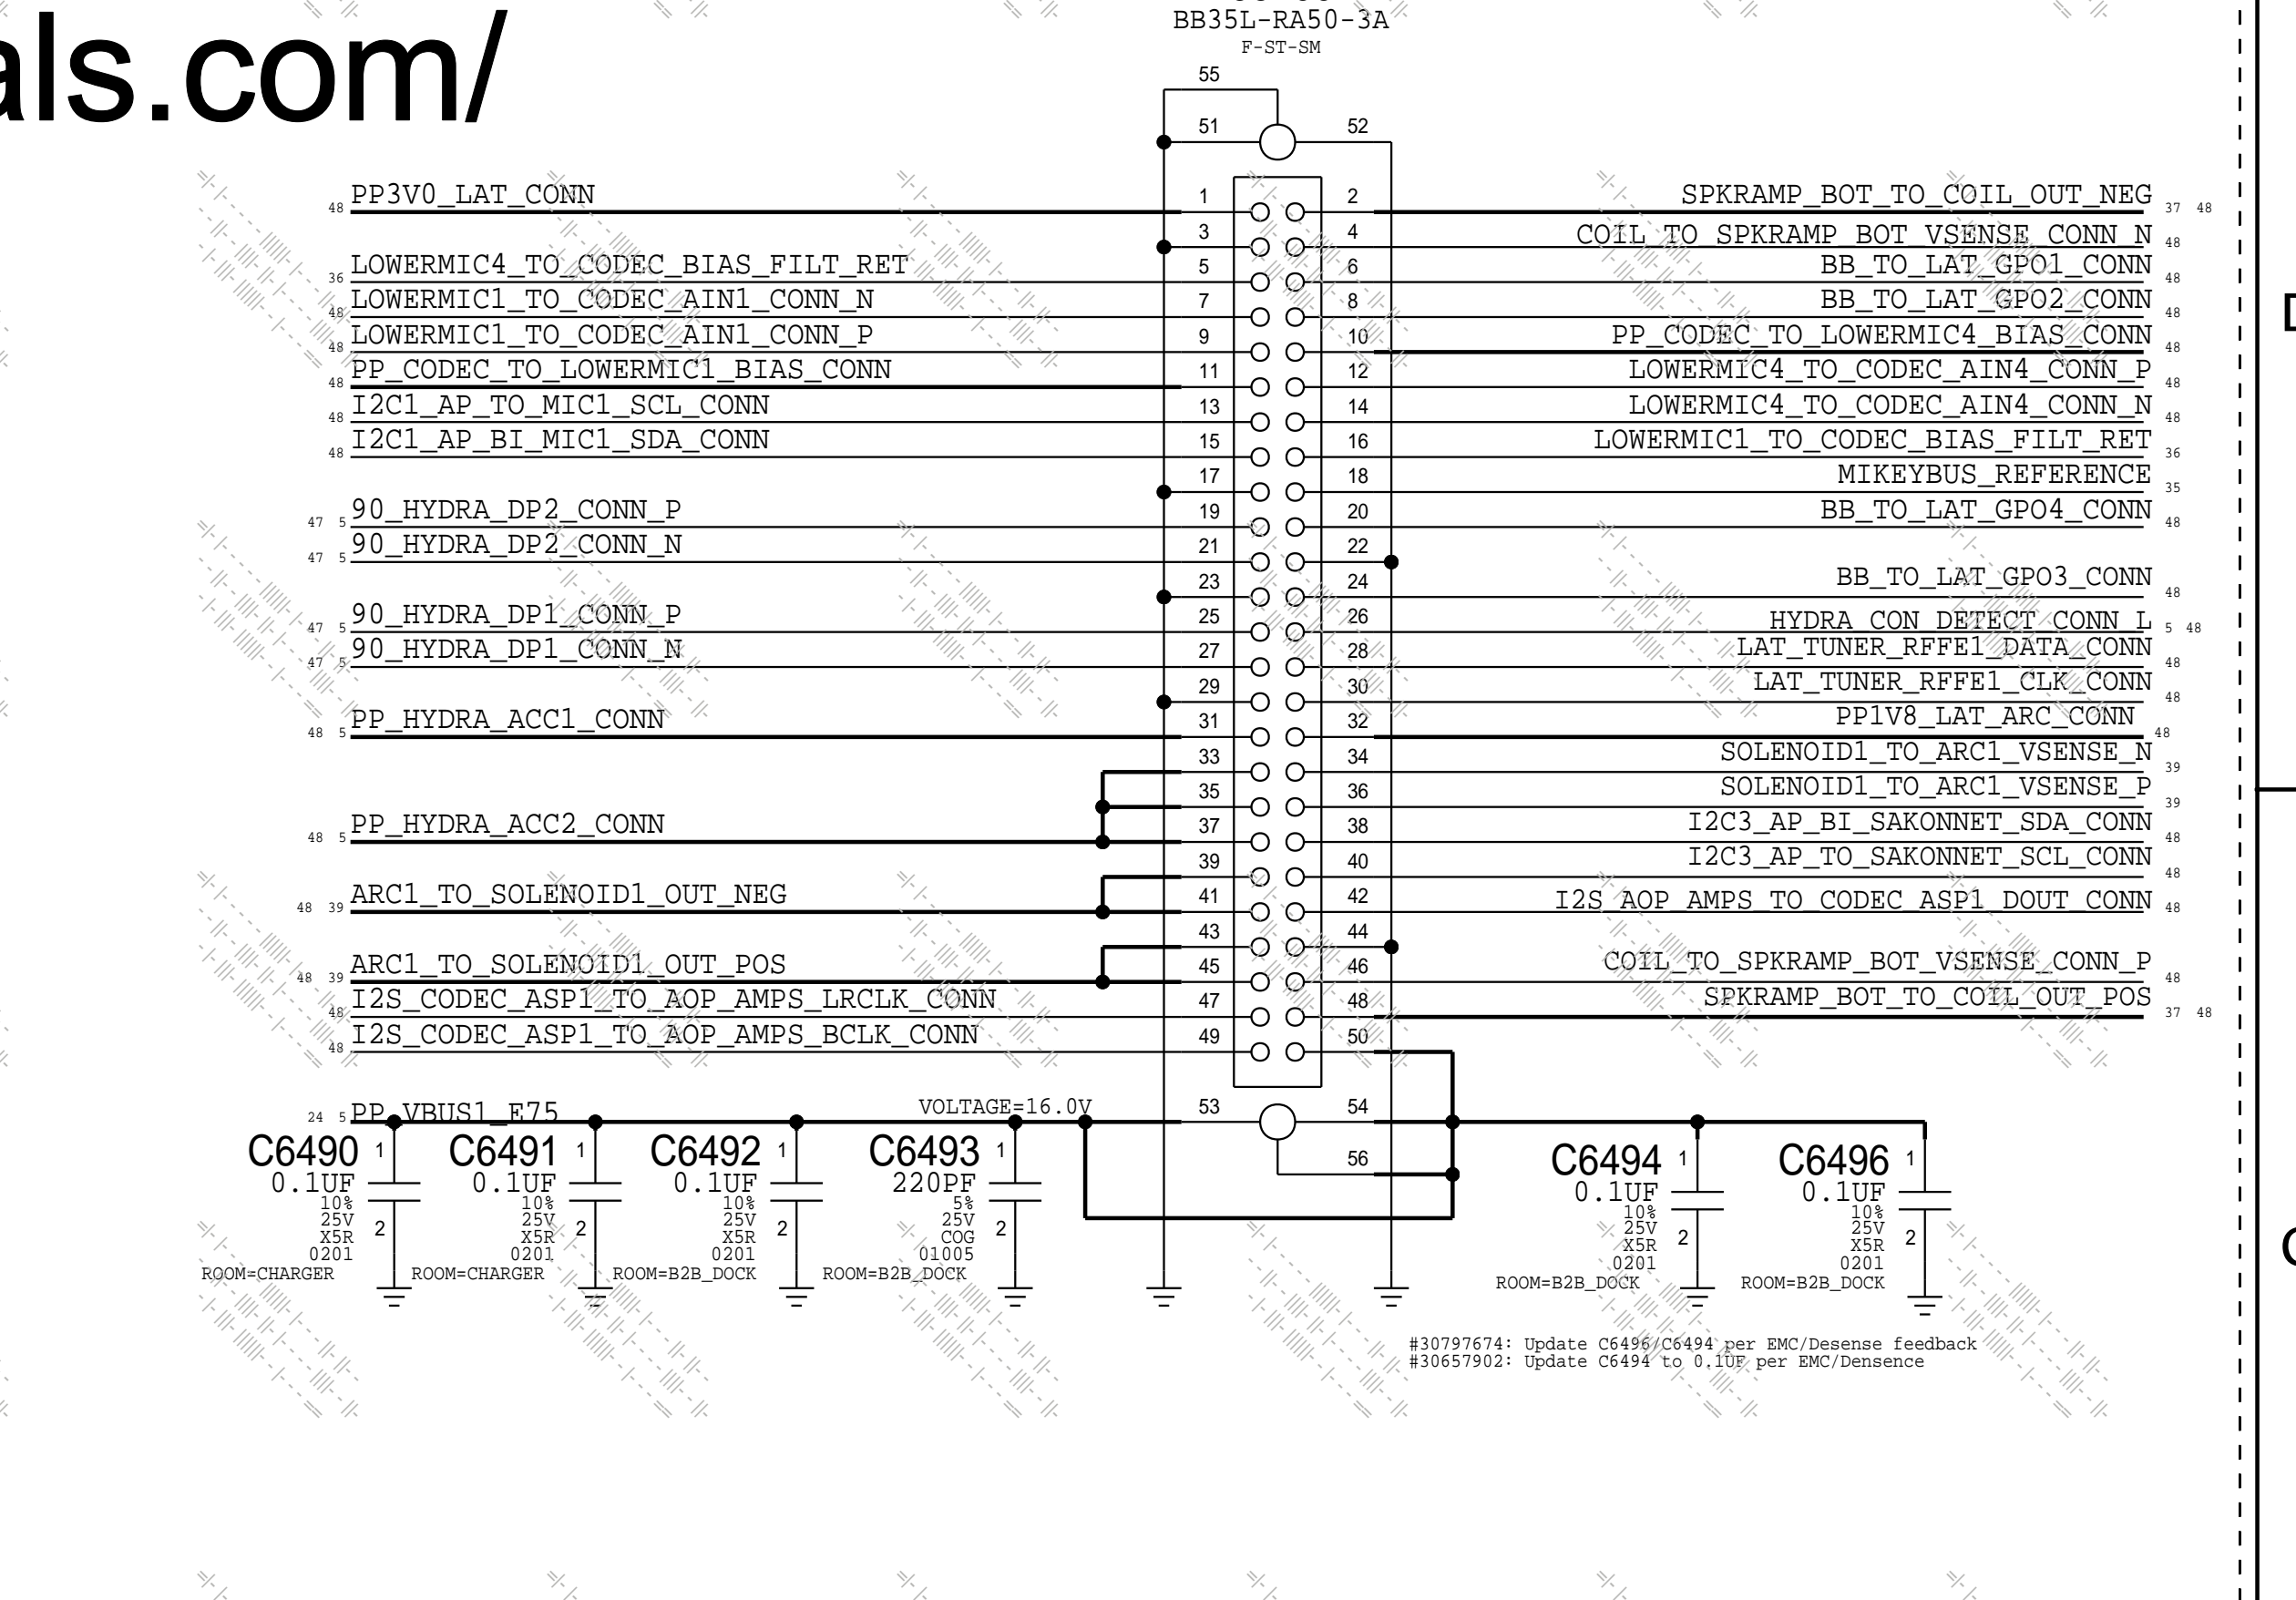 als.com/
BB35L-RA50-3A
F-ST-SM
55
51 52
PP3V0_LAT_CONN 48 1 2 SPKRAMP_BOT_TO_COIL_OUT_NEG 37 48
3 4 COIL_TO_SPKRAMP_BOT_VSENSE_CONN_N 48
LOWERMIC4_TO_CODEC_BIAS_FILT_RET 36 5 6 BB_TO_LAT_GPO1_CONN 48
LOWERMIC1_TO_CODEC_AIN1_CONN_N 48 7 8 BB_TO_LAT_GPO2_CONN 48
LOWERMIC1_TO_CODEC_AIN1_CONN_P 48 9 10 PP_CODEC_TO_LOWERMIC4_BIAS_CONN 48
PP_CODEC_TO_LOWERMIC1_BIAS_CONN 48 11 12 LOWERMIC4_TO_CODEC_AIN4_CONN_P 48
I2C1_AP_TO_MIC1_SCL_CONN 48 13 14 LOWERMIC4_TO_CODEC_AIN4_CONN_N 48
I2C1_AP_BI_MIC1_SDA_CONN 48 15 16 LOWERMIC1_TO_CODEC_BIAS_FILT_RET 36
17 18 MIKEYBUS_REFERENCE 35
90_HYDRA_DP2_CONN_P 47 5 19 20 BB_TO_LAT_GPO4_CONN 48
90_HYDRA_DP2_CONN_N 47 5 21 22
23 24 BB_TO_LAT_GPO3_CONN 48
90_HYDRA_DP1_CONN_P 47 5 25 26 HYDRA_CON_DETECT_CONN_L 5 48
90_HYDRA_DP1_CONN_N 47 5 27 28 LAT_TUNER_RFFE1_DATA_CONN 48
29 30 LAT_TUNER_RFFE1_CLK_CONN 48
PP_HYDRA_ACC1_CONN 48 5 31 32 PP1V8_LAT_ARC_CONN 48
33 34 SOLENOID1_TO_ARC1_VSENSE_N 39
35 36 SOLENOID1_TO_ARC1_VSENSE_P 39
PP_HYDRA_ACC2_CONN 48 5 37 38 I2C3_AP_BI_SAKONNET_SDA_CONN 48
39 40 I2C3_AP_TO_SAKONNET_SCL_CONN 48
ARC1_TO_SOLENOID1_OUT_NEG 48 39 41 42 I2S_AOP_AMPS_TO_CODEC_ASP1_DOUT_CONN 48
43 44
ARC1_TO_SOLENOID1_OUT_POS 48 39 45 46 COIL_TO_SPKRAMP_BOT_VSENSE_CONN_P 48
I2S_CODEC_ASP1_TO_AOP_AMPS_LRCLK_CONN 48 47 48 SPKRAMP_BOT_TO_COIL_OUT_POS 37 48
I2S_CODEC_ASP1_TO_AOP_AMPS_BCLK_CONN 48 49 50
24 5 PP_VBUS1_E75 VOLTAGE=16.0V 53 54
56
C6490 1
0.1UF
10%
25V
X5R 2
0201
ROOM=CHARGER
C6491 1
0.1UF
10%
25V
X5R 2
0201
ROOM=CHARGER
C6492 1
0.1UF
10%
25V
X5R 2
0201
ROOM=B2B_DOCK
C6493 1
220PF
5%
25V
COG 2
01005
ROOM=B2B_DOCK
C6494 1
0.1UF
10%
25V
X5R 2
0201
ROOM=B2B_DOCK
C6496 1
0.1UF
10%
25V
X5R 2
0201
ROOM=B2B_DOCK
#30797674: Update C6496/C6494 per EMC/Desense feedback
#30657902: Update C6494 to 0.1UF per EMC/Densence